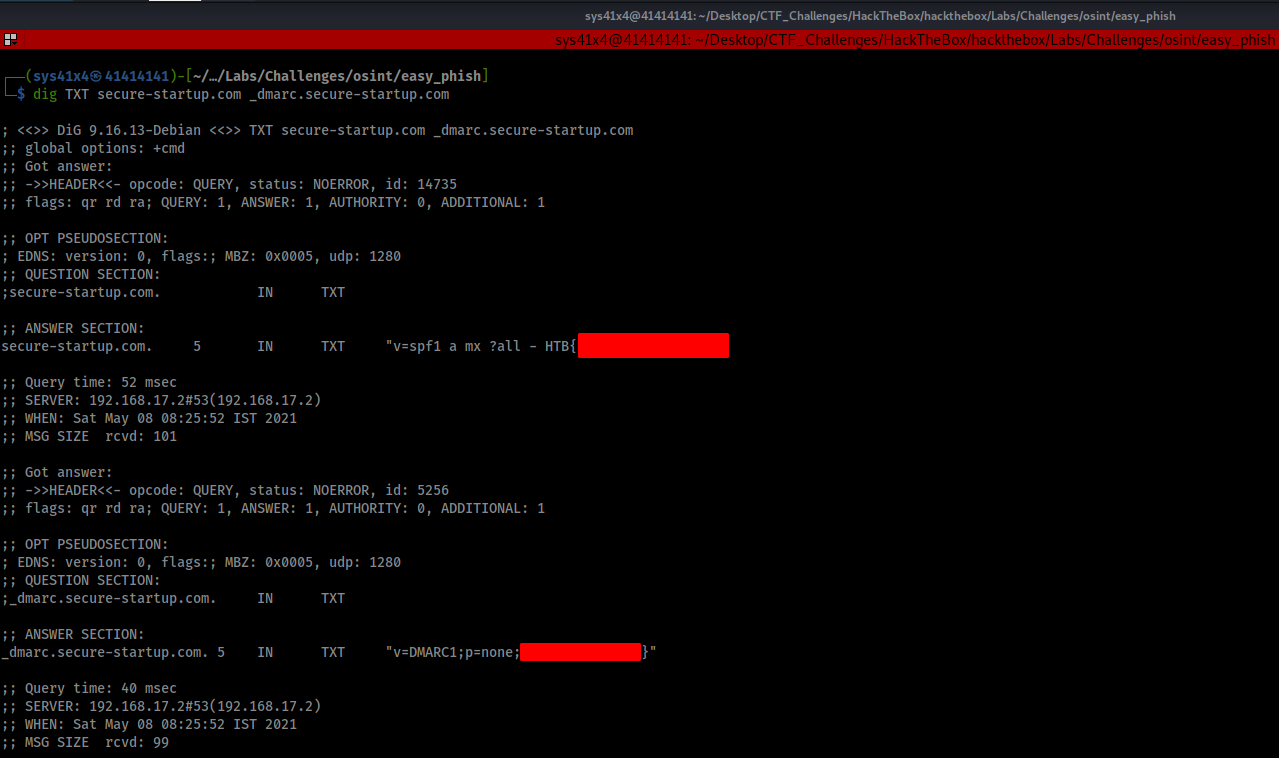 sys41x4@41414141: ~/Desktop/CTF_Challenges/HackTheBox/hackthebox/Labs/Challenges/osint/easy_phish
sys41x4@41414141: ~/Desktop/CTF_Challenges/HackTheBox/hackthebox/Labs/Challenges/osint/easy_phish
┌──(sys41x4㉿41414141)-[~/…/Labs/Challenges/osint/easy_phish]
└─$ dig TXT secure-startup.com _dmarc.secure-startup.com
; <<>> DiG 9.16.13-Debian <<>> TXT secure-startup.com _dmarc.secure-startup.com
;; global options: +cmd
;; Got answer:
;; ->>HEADER<<- opcode: QUERY, status: NOERROR, id: 14735
;; flags: qr rd ra; QUERY: 1, ANSWER: 1, AUTHORITY: 0, ADDITIONAL: 1
;; OPT PSEUDOSECTION:
; EDNS: version: 0, flags:; MBZ: 0x0005, udp: 1280
;; QUESTION SECTION:
;secure-startup.com. IN TXT
;; ANSWER SECTION:
secure-startup.com. 5 IN TXT "v=spf1 a mx ?all - HTB{
;; Query time: 52 msec
;; SERVER: 192.168.17.2#53(192.168.17.2)
;; WHEN: Sat May 08 08:25:52 IST 2021
;; MSG SIZE rcvd: 101
;; Got answer:
;; ->>HEADER<<- opcode: QUERY, status: NOERROR, id: 5256
;; flags: qr rd ra; QUERY: 1, ANSWER: 1, AUTHORITY: 0, ADDITIONAL: 1
;; OPT PSEUDOSECTION:
; EDNS: version: 0, flags:; MBZ: 0x0005, udp: 1280
;; QUESTION SECTION:
;_dmarc.secure-startup.com. IN TXT
;; ANSWER SECTION:
_dmarc.secure-startup.com. 5 IN TXT "v=DMARC1;p=none;}"
;; Query time: 40 msec
;; SERVER: 192.168.17.2#53(192.168.17.2)
;; WHEN: Sat May 08 08:25:52 IST 2021
;; MSG SIZE rcvd: 99